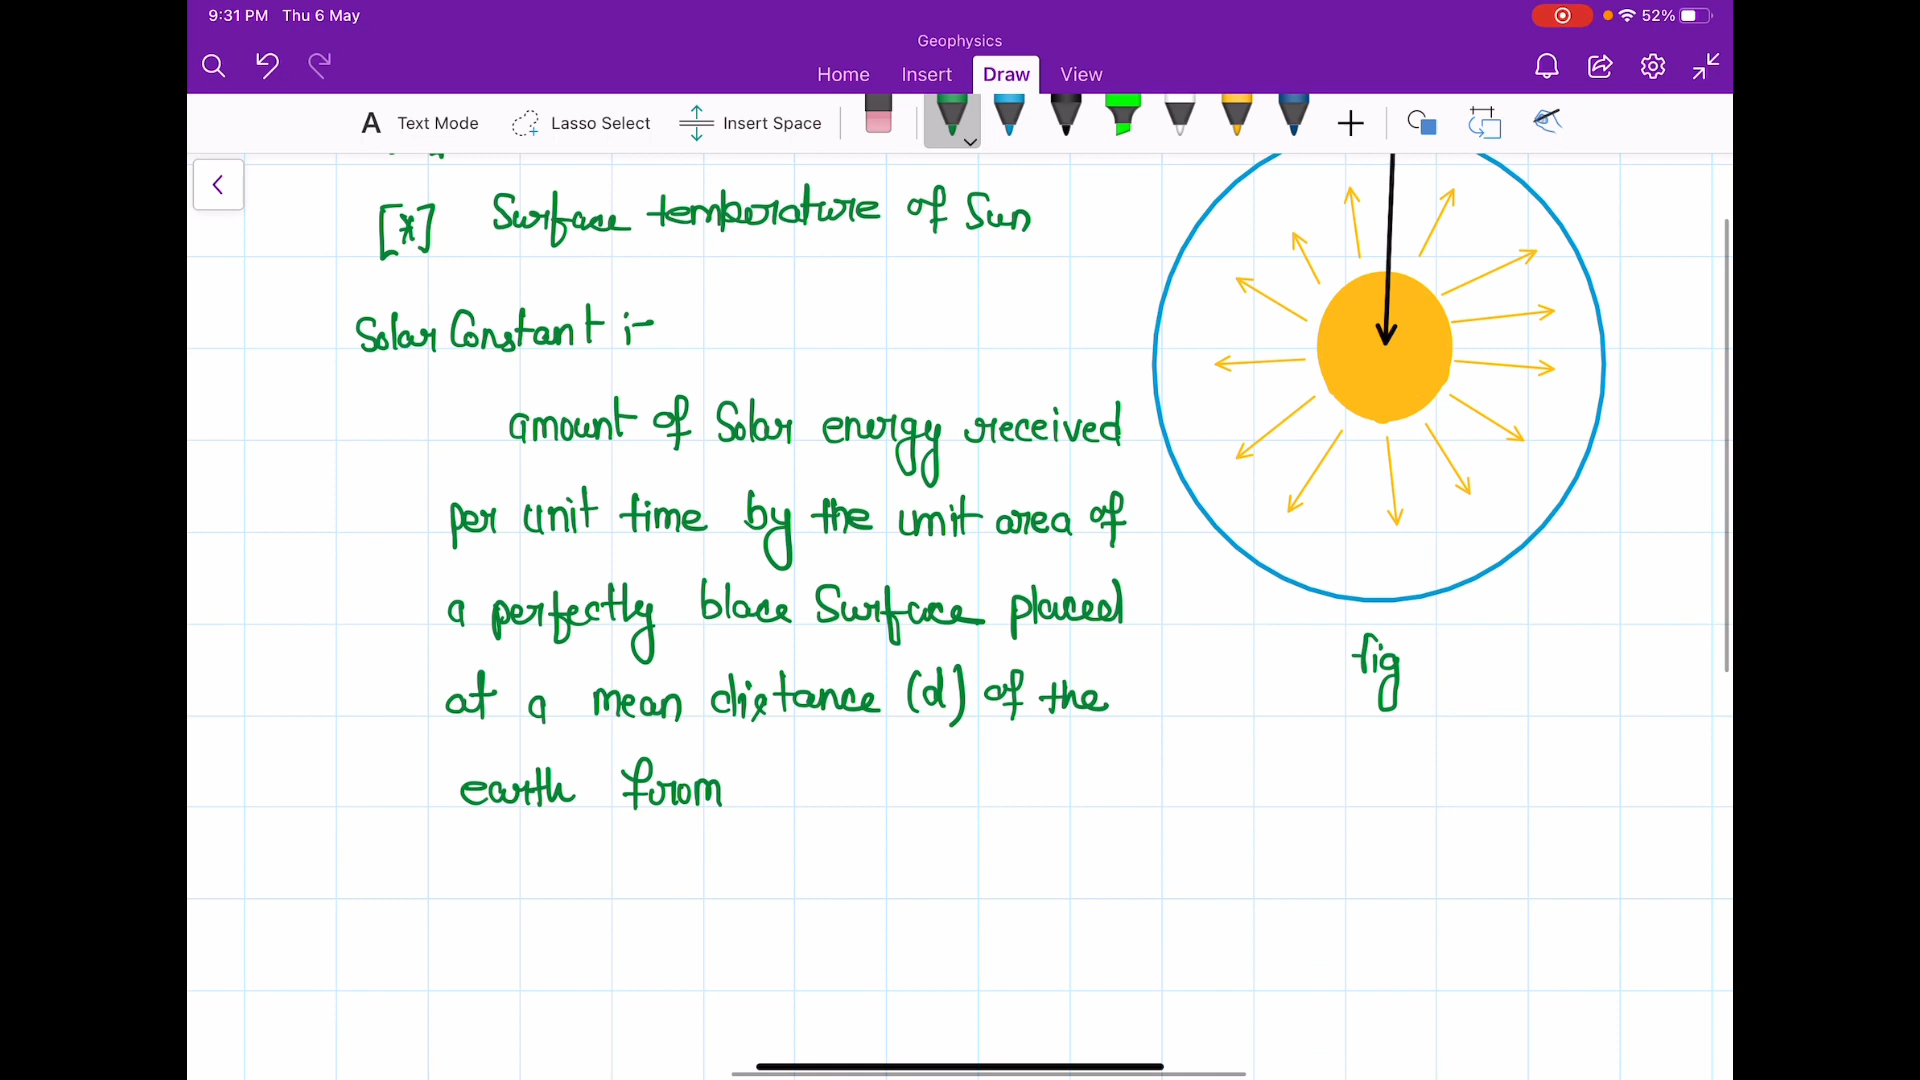 9:31 PM Thu 6 May
52%
Geophysics
Home Insert Draw View
A Text Mode Lasso Select Insert Space
[*] Surface temperature of Sun
Solar Constant :-
amount of Solar energy received
per unit time by the unit area of
a perfectly blace Surface placed
at a mean distance (d) of the
earth from
fig